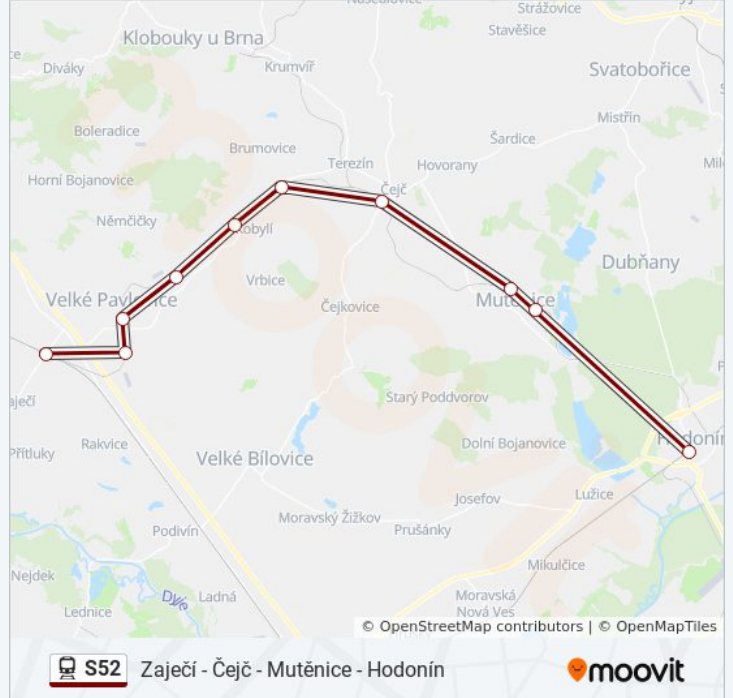 Strážovice
Stavěšice
Klobouky u Brna
Krumvíř
Diváky
Svatobořice
Mistřín
Boleradice
Šardice
Brumovice
Terezín
Hovorany
Horní Bojanovice
Čejč
Němčičky
Kobylí
Dubňany
Vrbice
Velké Pavlovice
Mutěnice
Čejkovice
Starý Poddvorov
aječí
Hodonín
Rakvice
Dolní Bojanovice
Přítluky
Velké Bílovice
Lužice
Josefov
Moravský Žižkov
Prušánky
Podivín
Mikulčice
Nejdek
Ladná
Dyje
Moravská
Nová Ves
Lednice
© OpenStreetMap contributors | © OpenMapTiles
S52 Zaječí - Čejč - Mutěnice - Hodonín
moovit